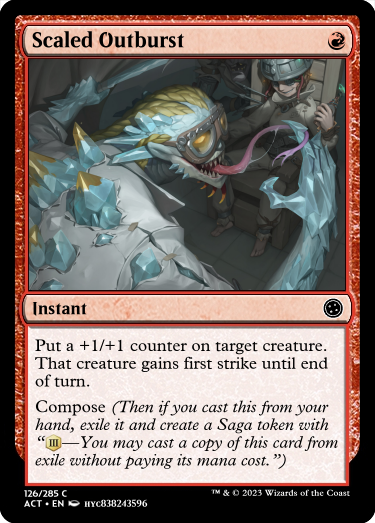 Scaled Outburst
Instant
Put a +1/+1 counter on target creature.
That creature gains first strike until end
of turn.
Compose (Then if you cast this from your
hand, exile it and create a Saga token with
“III—You may cast a copy of this card from
exile without paying its mana cost.”)
126/285 C
ACT • EN HYC838243596
™ & © 2023 Wizards of the Coast